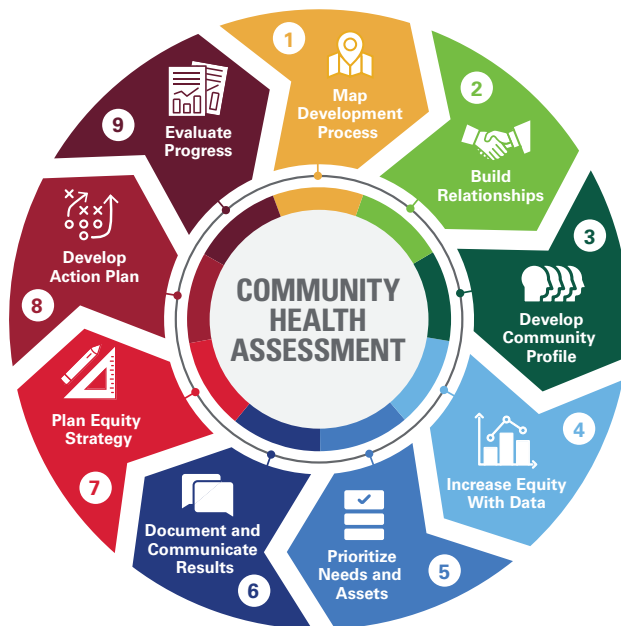 1
Map
Development
Process
2
Build
Relationships
3
Develop
Community
Profile
4
Increase Equity
With Data
5
Prioritize
Needs and
Assets
6
Document and
Communicate
Results
7
Plan Equity
Strategy
8
Develop
Action Plan
9
Evaluate
Progress
COMMUNITY
HEALTH
ASSESSMENT